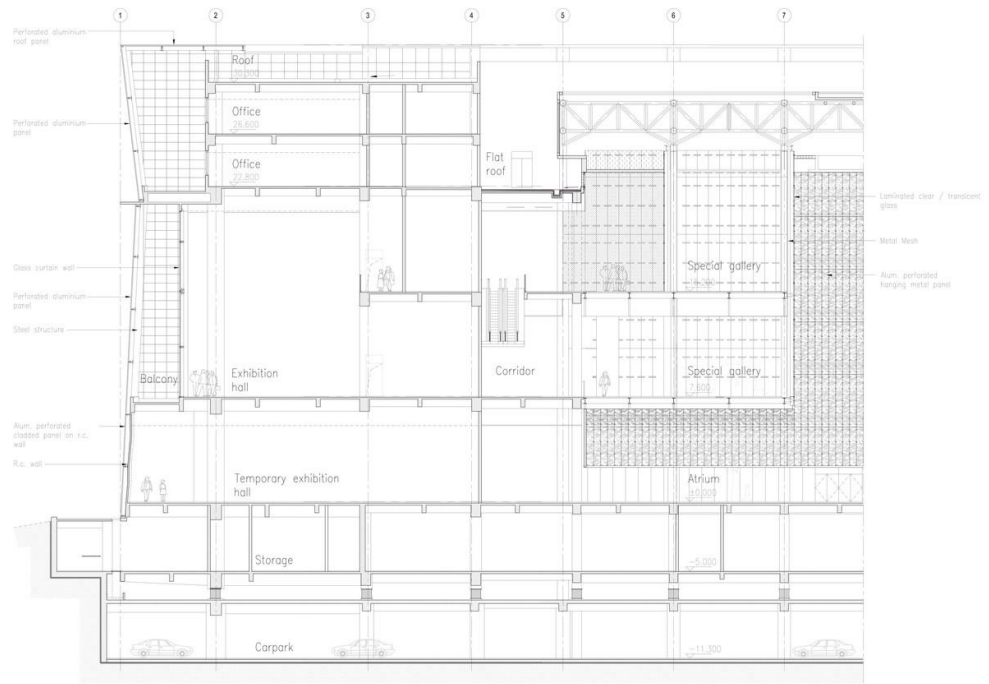 1
2
3
4
5
6
7
Perforated aluminium
roof panel
Roof
30.300
Perforated aluminium
panel
Office
26.600
Office
22.800
Flat
roof
Laminated clear / translucent
glass
Metal Mesh
Glass curtain wall
Special gallery
Alum. perforated
hanging metal panel
Perforated aluminium
panel
Steel structure
Balcony
Exhibition
hall
Corridor
Special gallery
7.600
Alum. perforated
cladded panel on r.c.
wall
R.c. wall
Temporary exhibition
hall
Atrium
±0.000
Storage
-5.000
Carpark
-11.300